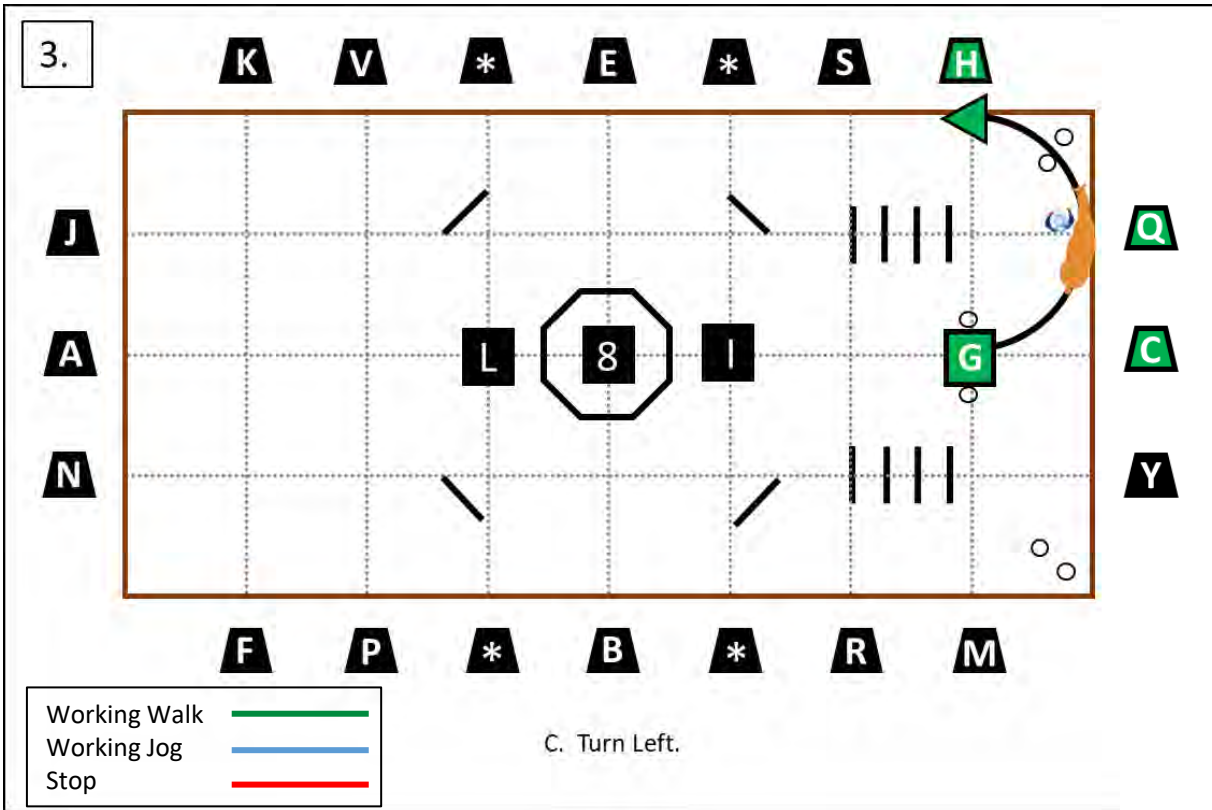 3.
K V * E * S H
J Q
L 8 I
A G C
N Y
F P * B * R M
Working Walk
Working Jog
Stop
C. Turn Left.